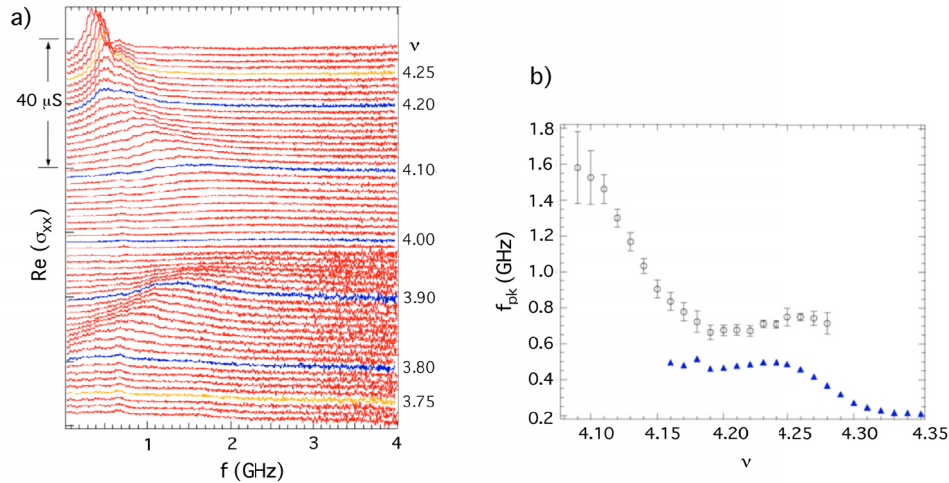 a)
ν
4.25
40 μS
4.20
4.10
4.00
3.90
3.80
3.75
Re (σxx)
1 2 3 4
f (GHz)
b)
1.8
1.6
1.4
1.2
1.0
0.8
0.6
0.4
0.2
fpk (GHz)
4.10 4.15 4.20 4.25 4.30 4.35
ν